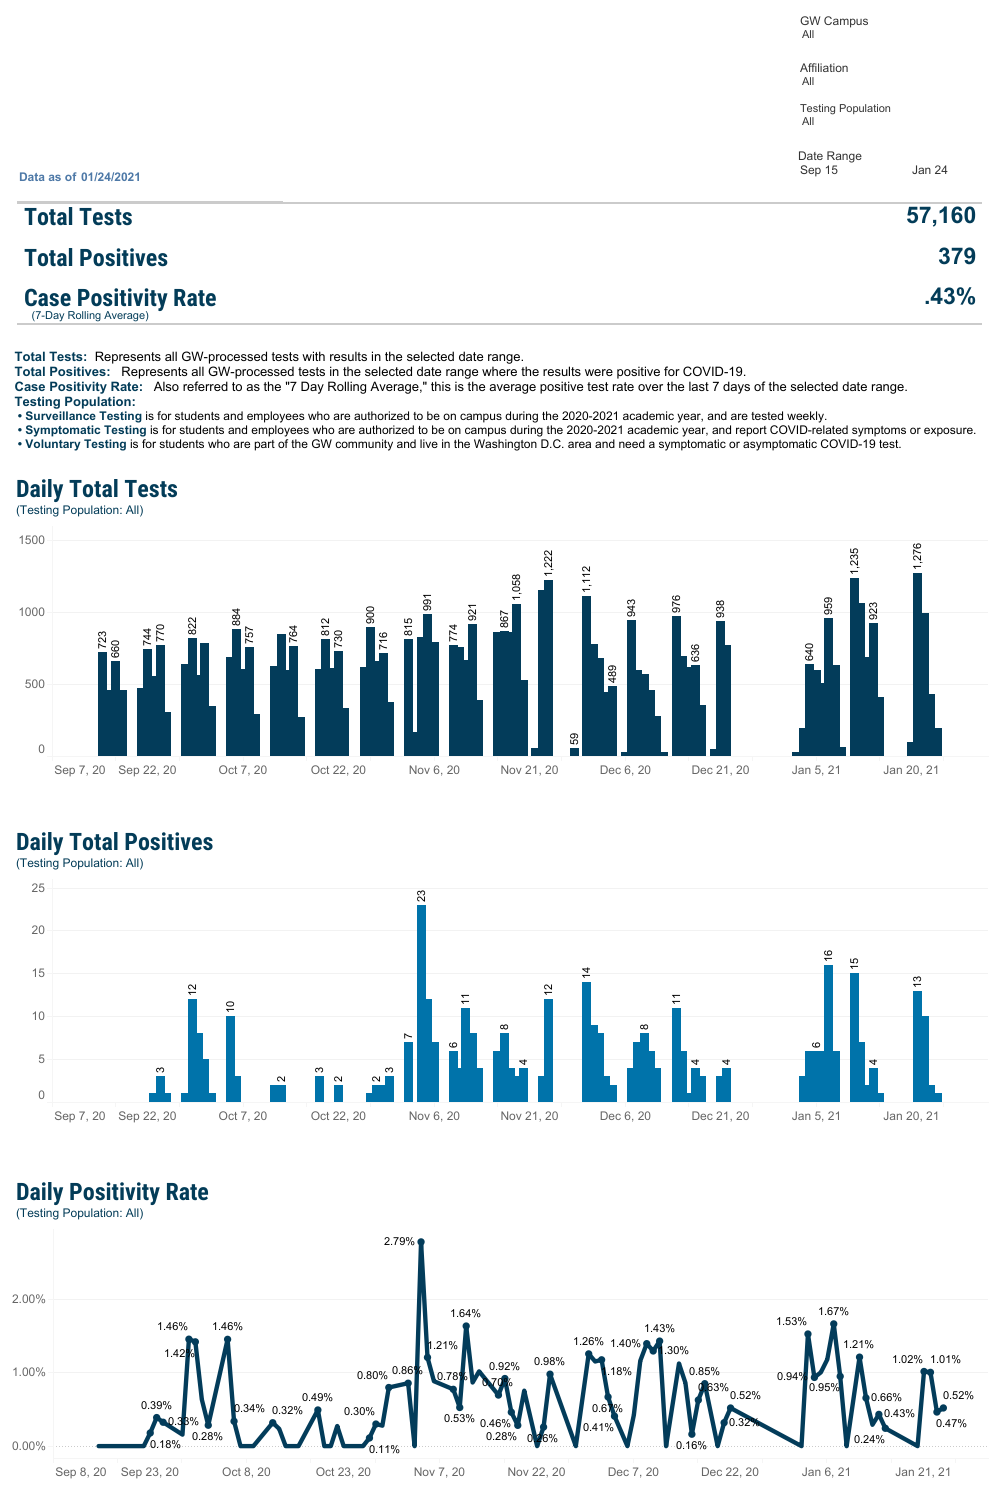 GW Campus
All
Affiliation
All
Testing Population
All
Date Range
Sep 15 Jan 24
Data as of 01/24/2021
Total Tests 57,160
Total Positives 379
Case Positivity Rate .43%
(7-Day Rolling Average)
Total Tests: Represents all GW-processed tests with results in the selected date range.
Total Positives: Represents all GW-processed tests in the selected date range where the results were positive for COVID-19.
Case Positivity Rate: Also referred to as the "7 Day Rolling Average," this is the average positive test rate over the last 7 days of the selected date range.
Testing Population:
• Surveillance Testing is for students and employees who are authorized to be on campus during the 2020-2021 academic year, and are tested weekly.
• Symptomatic Testing is for students and employees who are authorized to be on campus during the 2020-2021 academic year, and report COVID-related symptoms or exposure.
• Voluntary Testing is for students who are part of the GW community and live in the Washington D.C. area and need a symptomatic or asymptomatic COVID-19 test.
Daily Total Tests
(Testing Population: All)
1500
1000
500
0
723 660 744 770 822 884 757 764 812 730 900 716 815 991 774 921 867 1,058 1,222 59 1,112 489 943 976 636 938 640 959 1,235 923 1,276
Sep 7, 20 Sep 22, 20 Oct 7, 20 Oct 22, 20 Nov 6, 20 Nov 21, 20 Dec 6, 20 Dec 21, 20 Jan 5, 21 Jan 20, 21
Daily Total Positives
(Testing Population: All)
25
20
15
10
5
0
3 12 10 2 3 2 2 3 7 23 6 11 8 4 12 14 8 11 4 4 6 16 15 4 13
Sep 7, 20 Sep 22, 20 Oct 7, 20 Oct 22, 20 Nov 6, 20 Nov 21, 20 Dec 6, 20 Dec 21, 20 Jan 5, 21 Jan 20, 21
Daily Positivity Rate
(Testing Population: All)
2.00%
1.00%
0.00%
0.39% 0.18% 0.33% 1.46% 1.42% 0.28% 1.46% 0.34% 0.32% 0.49% 0.30% 0.11% 0.80% 0.86% 2.79% 1.21% 0.78% 0.53% 1.64% 0.70% 0.92% 0.46% 0.28% 0.98% 1.26% 1.18% 0.67% 0.41% 1.40% 1.43% 1.30% 0.16% 0.85% 0.63% 0.32% 0.52% 1.53% 0.94% 0.95% 1.67% 1.21% 0.24% 0.66% 0.43% 1.02% 1.01% 0.47% 0.52%
Sep 8, 20 Sep 23, 20 Oct 8, 20 Oct 23, 20 Nov 7, 20 Nov 22, 20 Dec 7, 20 Dec 22, 20 Jan 6, 21 Jan 21, 21